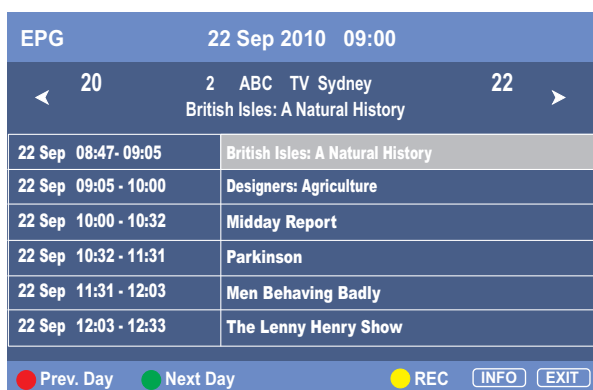 EPG 22 Sep 2010 09:00
20 2 ABC TV Sydney 22
British Isles: A Natural History
22 Sep 08:47- 09:05 British Isles: A Natural History
22 Sep 09:05 - 10:00 Designers: Agriculture
22 Sep 10:00 - 10:32 Midday Report
22 Sep 10:32 - 11:31 Parkinson
22 Sep 11:31 - 12:03 Men Behaving Badly
22 Sep 12:03 - 12:33 The Lenny Henry Show
Prev. Day Next Day REC INFO EXIT